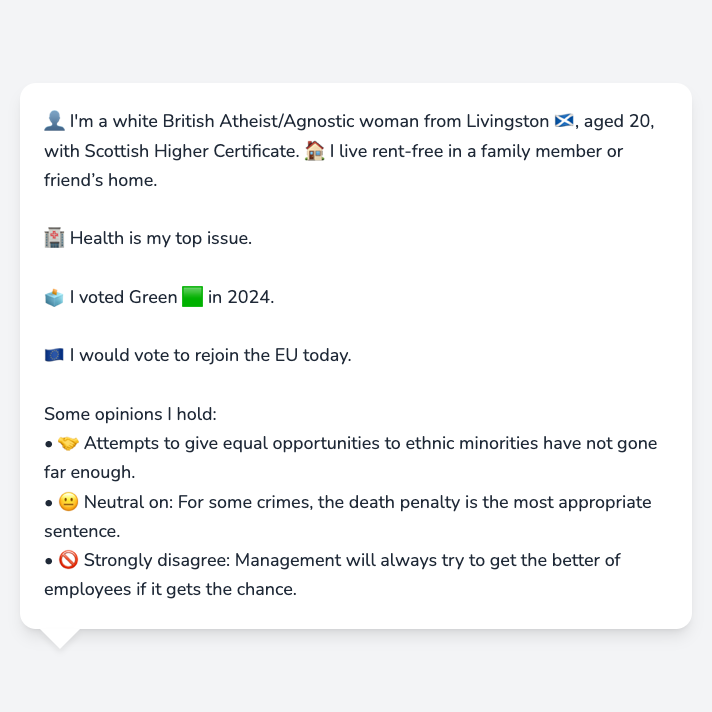 👤 I'm a white British Atheist/Agnostic woman from Livingston 🏴󠁧󠁢󠁳󠁣󠁴󠁿, aged 20,
with Scottish Higher Certificate. 🏠 I live rent-free in a family member or
friend’s home.
🏥 Health is my top issue.
🗳️ I voted Green 🟩 in 2024.
🇪🇺 I would vote to rejoin the EU today.
Some opinions I hold:
• 🤝 Attempts to give equal opportunities to ethnic minorities have not gone
far enough.
• 😐 Neutral on: For some crimes, the death penalty is the most appropriate
sentence.
• 🚫 Strongly disagree: Management will always try to get the better of
employees if it gets the chance.